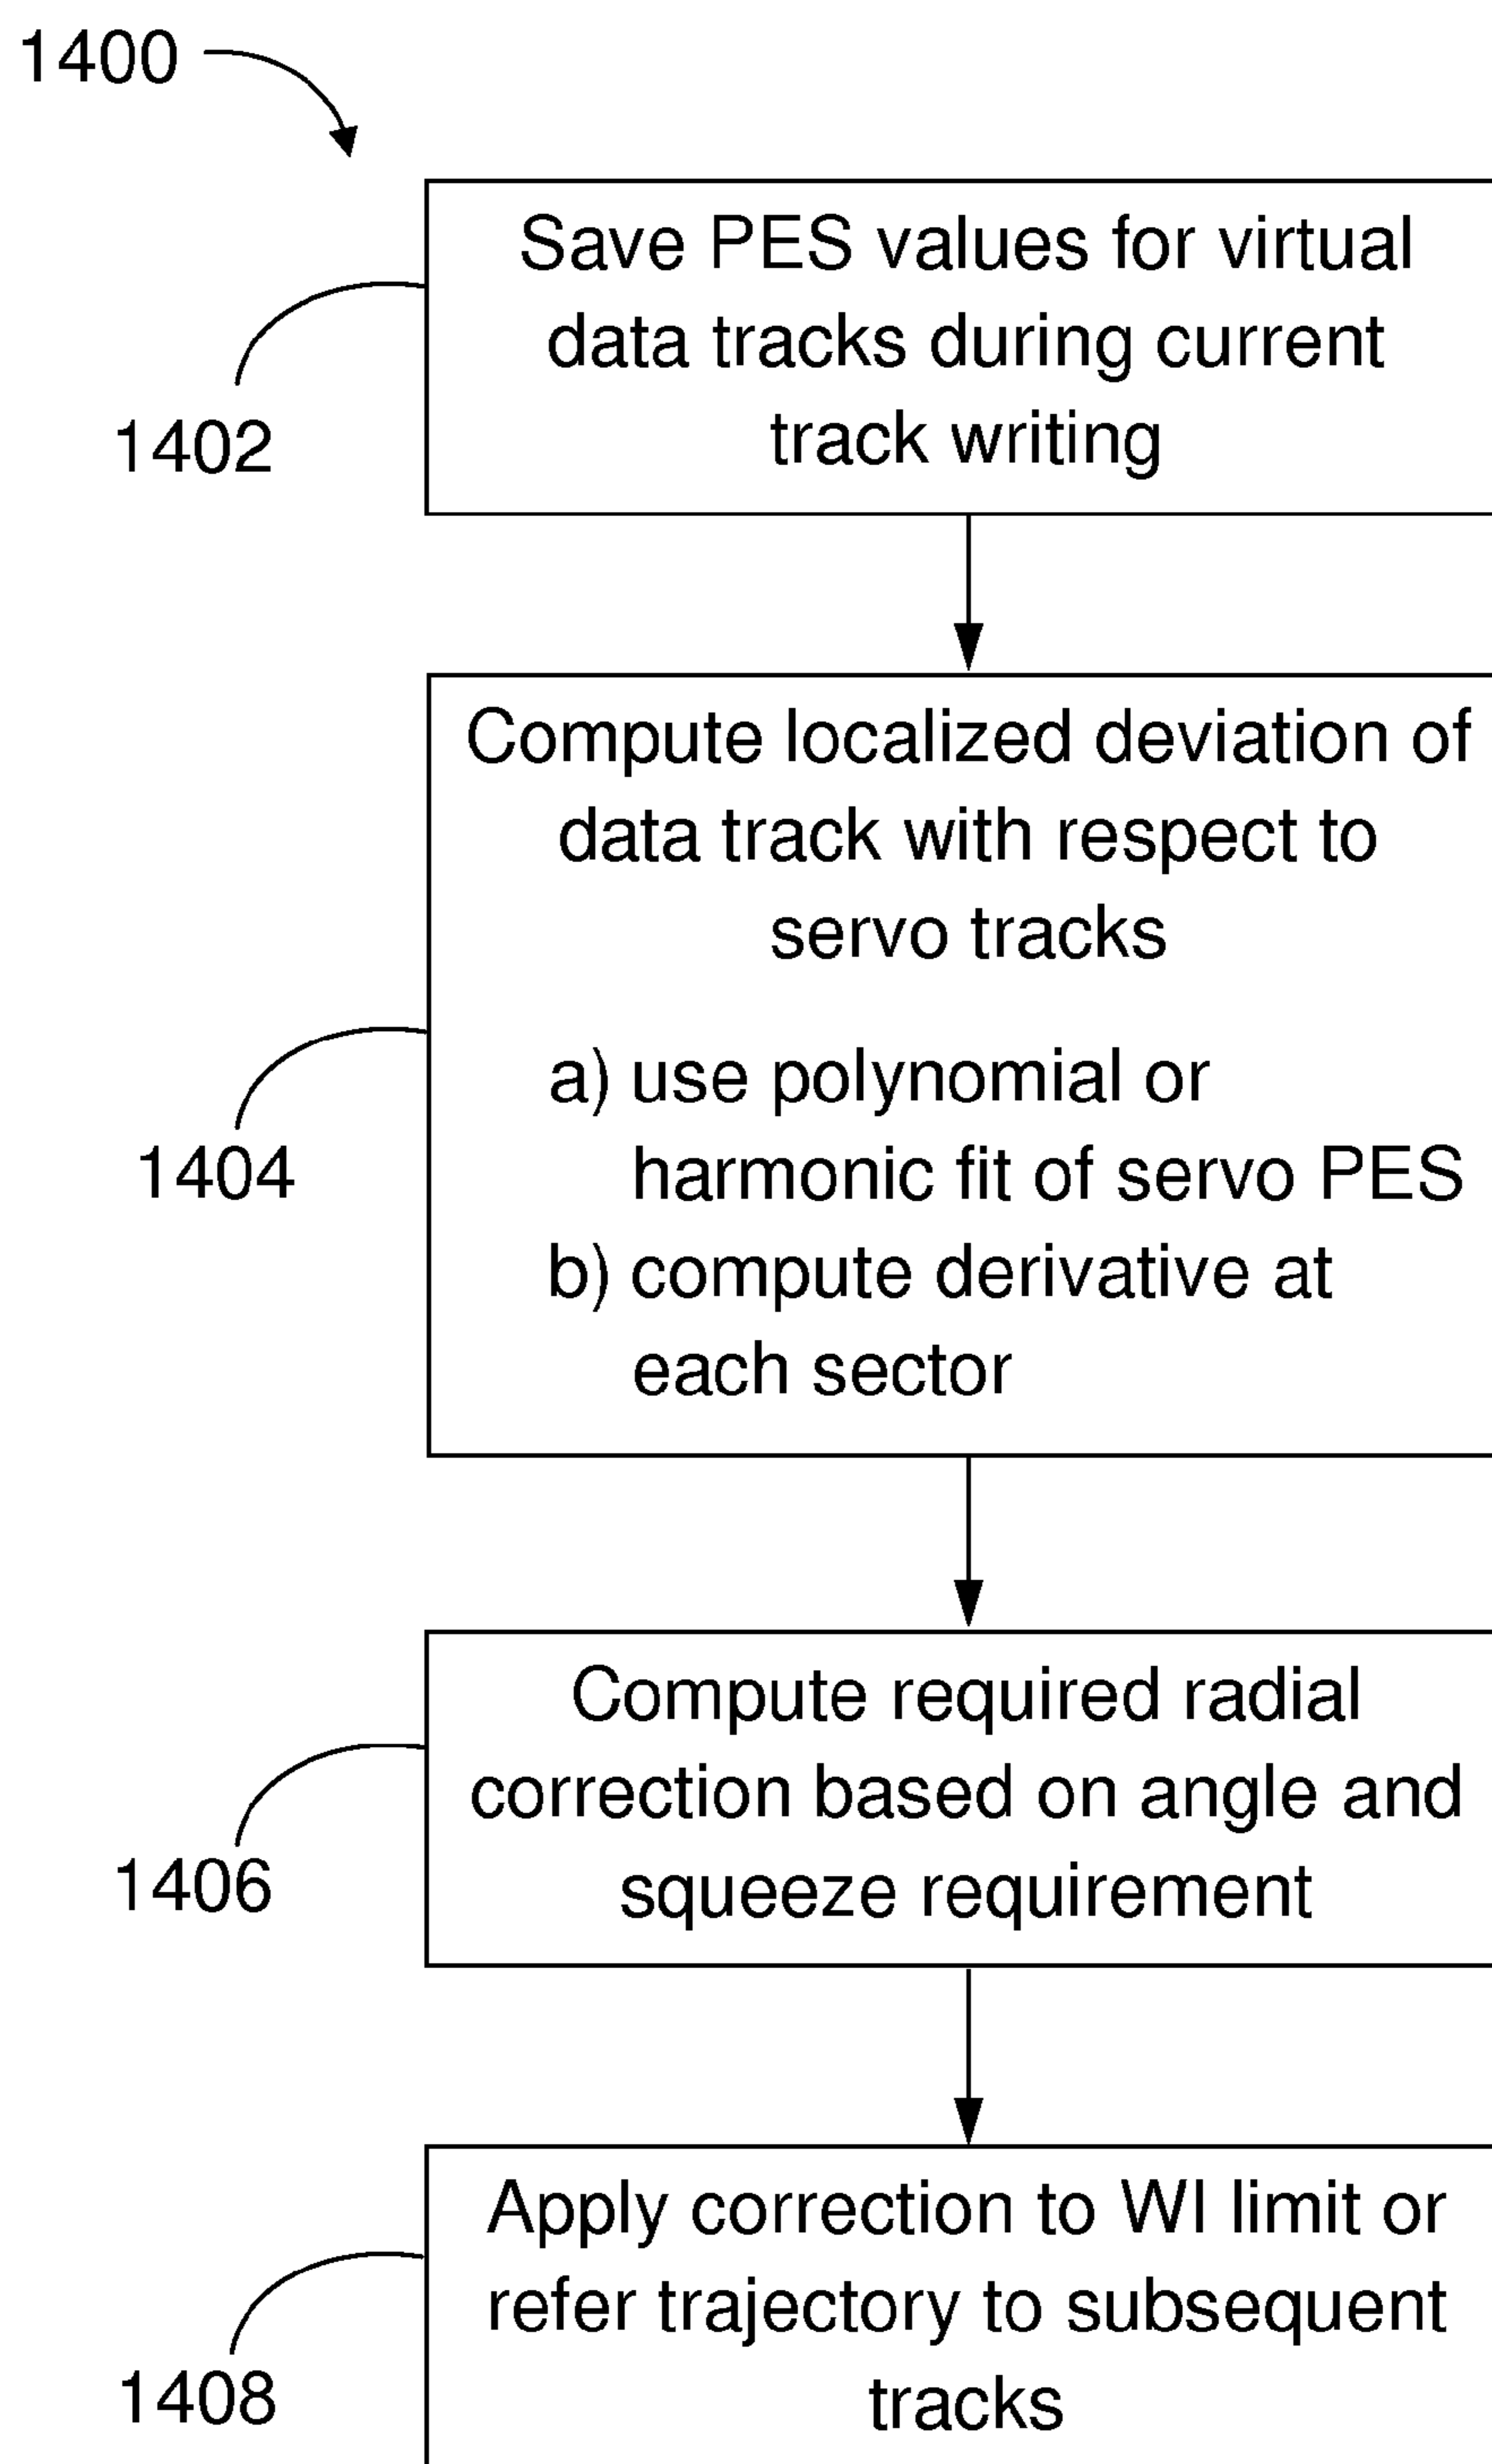 1400
Save PES values for virtual
data tracks during current
track writing
1402
Compute localized deviation of
data track with respect to
servo tracks
a) use polynomial or
harmonic fit of servo PES
b) compute derivative at
each sector
1404
Compute required radial
correction based on angle and
squeeze requirement
1406
Apply correction to WI limit or
refer trajectory to subsequent
tracks
1408